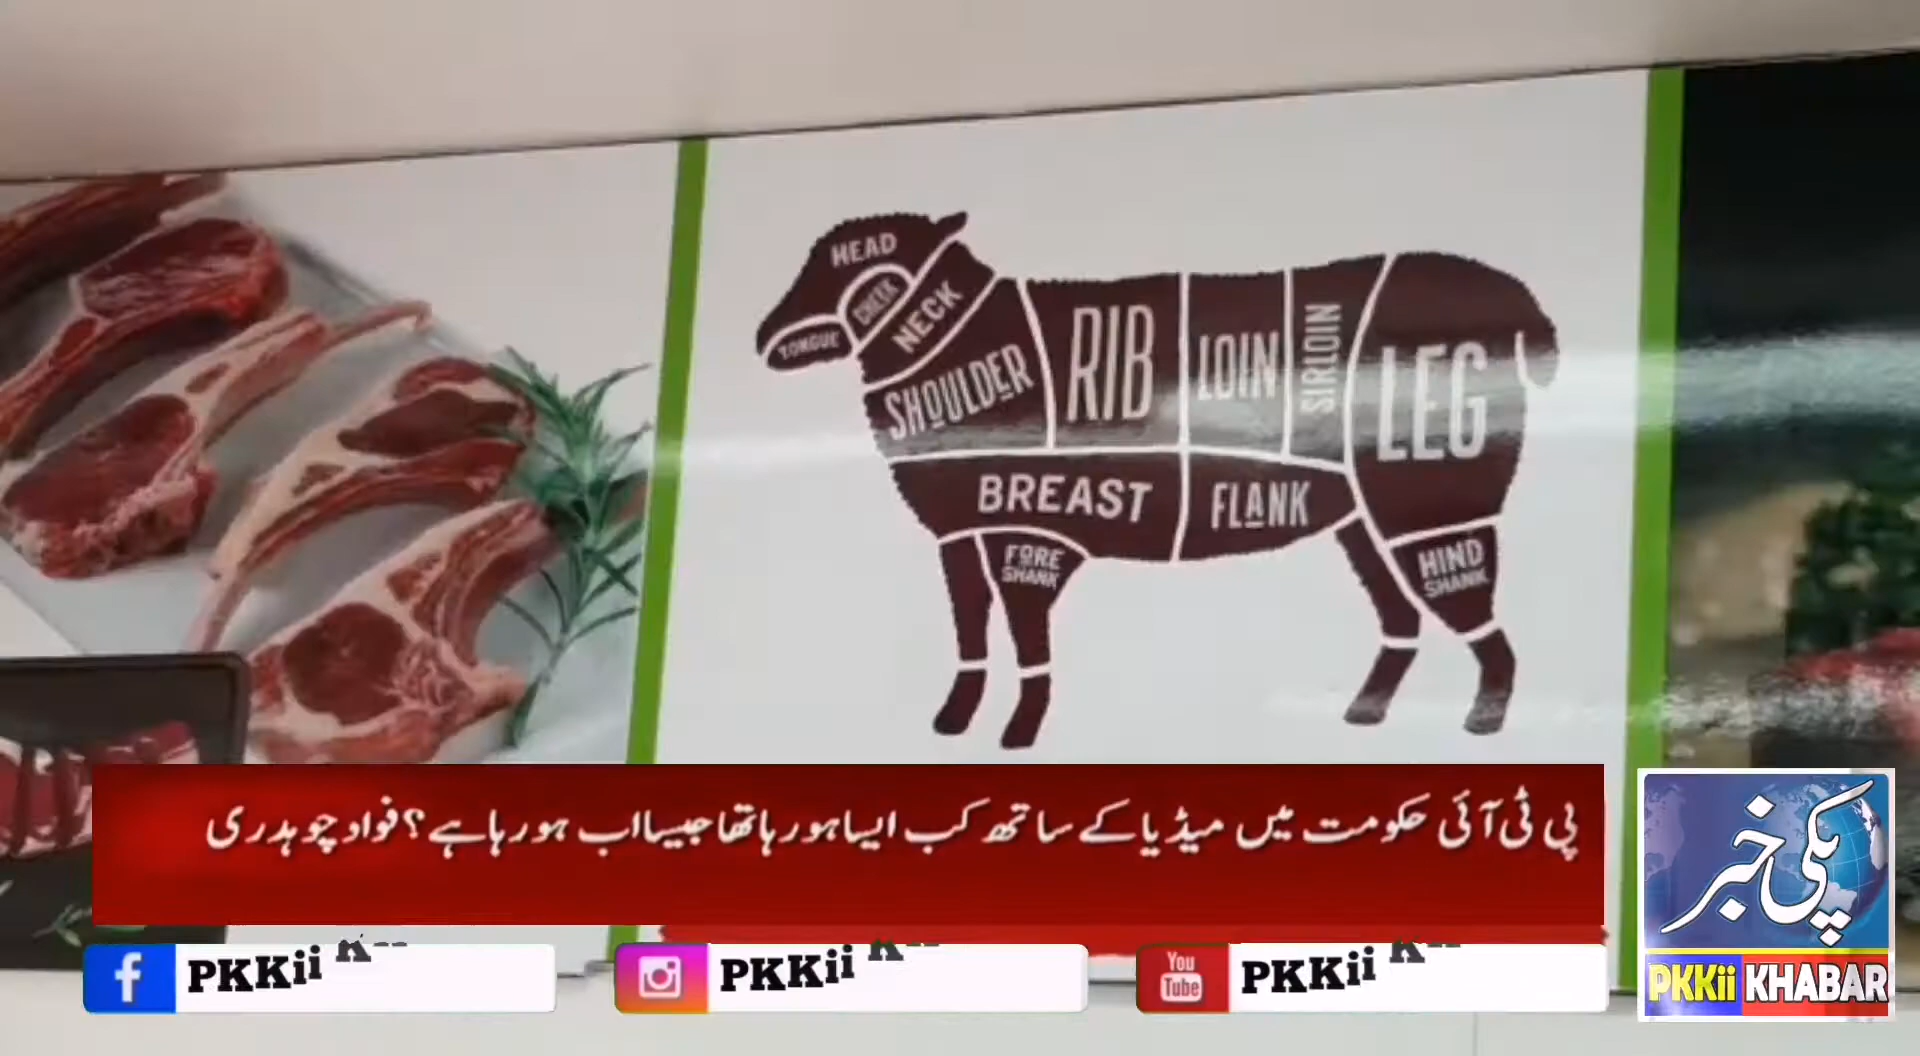 HEAD
CHEEK
TONGUE
NECK
SHOULDER
RIB
LOIN
SIRLOIN
LEG
BREAST
FLANK
FORE
SHANK
HIND
SHANK
پی ٹی آئی حکومت میں میڈیا کے ساتھ کب ایسا ہو رہا تھا جیسا اب ہو رہا ہے؟ فواد چوہدری
پکی خبر
PKKii KHABAR
PKKii
PKKii
You
Tube
PKKii